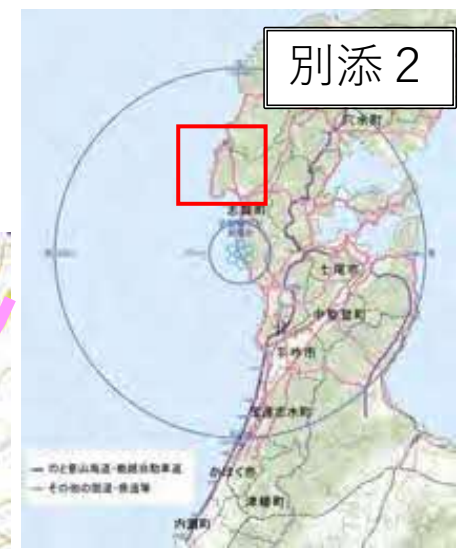 別添２
穴水町
志賀町
七尾市
中能登町
羽咋市
宝達志水町
のと里山海道・能越自動車道
その他の国道・県道等
かほく市
津幡町
内灘町